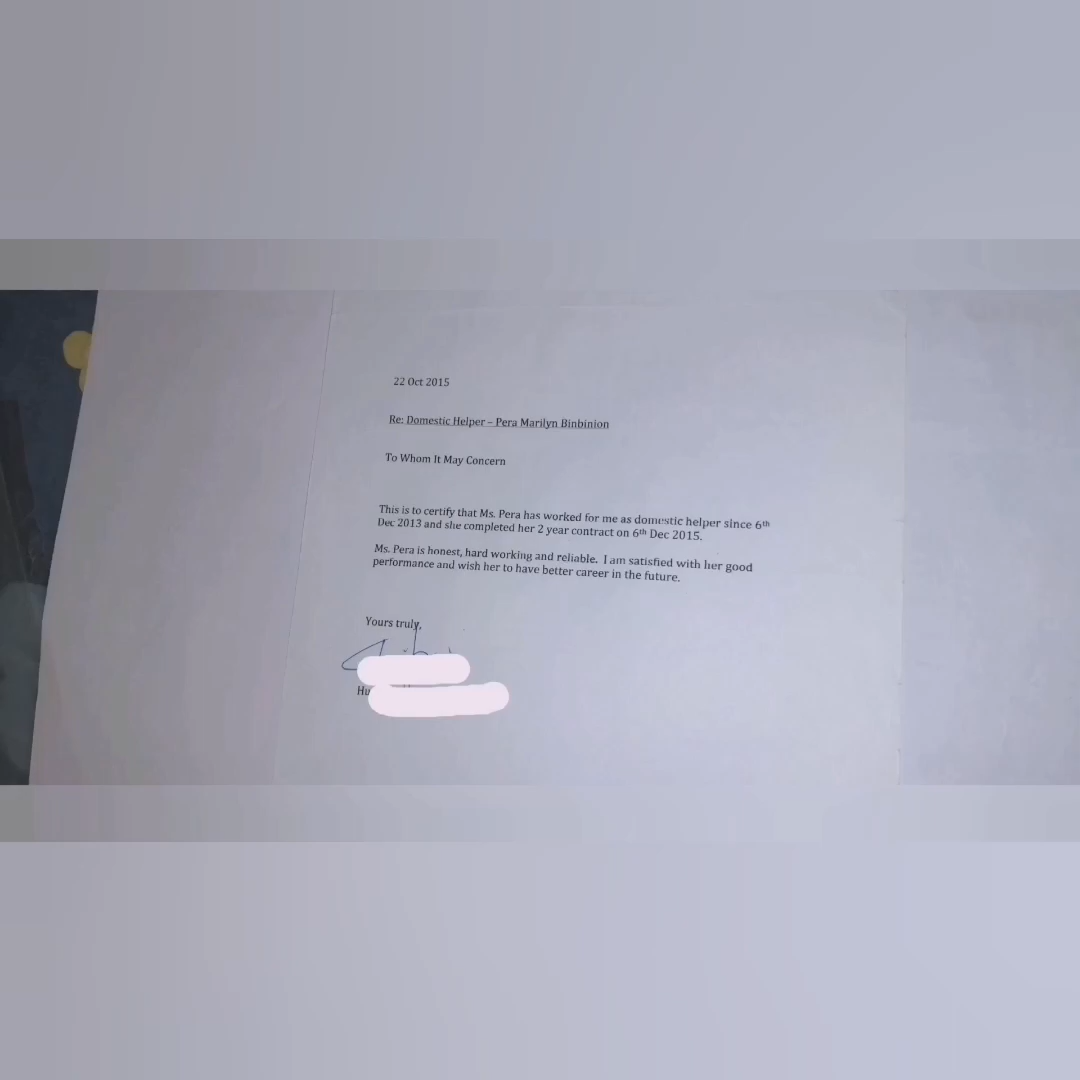 22 Oct 2015
Re: Domestic Helper – Pera Marilyn Binbinion
To Whom It May Concern
This is to certify that Ms. Pera has worked for me as domestic helper since 6th
Dec 2013 and she completed her 2 year contract on 6th Dec 2015.
Ms. Pera is honest, hard working and reliable. I am satisfied with her good
performance and wish her to have better career in the future.
Yours truly,